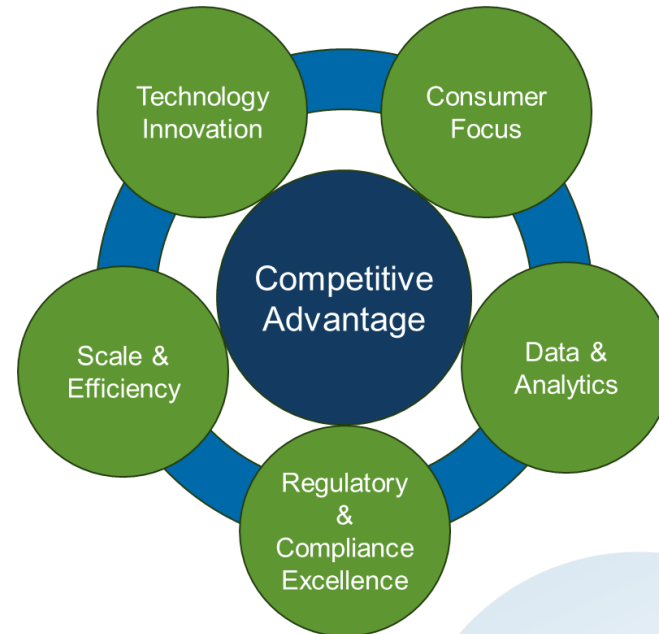 Technology
Innovation
Consumer
Focus
Competitive
Advantage
Scale &
Efficiency
Data &
Analytics
Regulatory
&
Compliance
Excellence